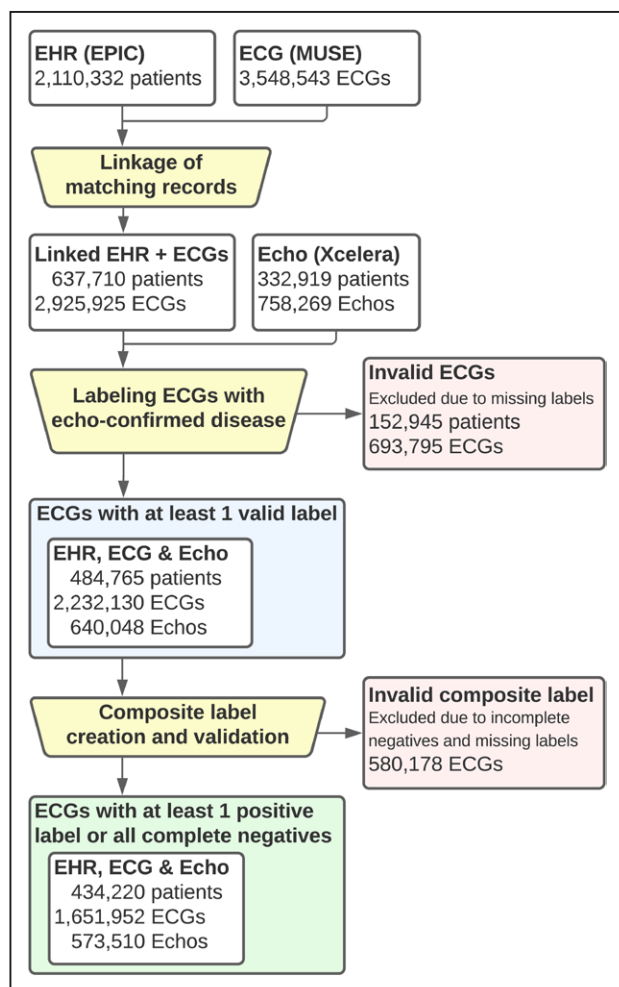 EHR (EPIC)
2,110,332 patients
ECG (MUSE)
3,548,543 ECGs
Linkage of
matching records
Linked EHR + ECGs
637,710 patients
2,925,925 ECGs
Echo (Xcelera)
332,919 patients
758,269 Echos
Labeling ECGs with
echo-confirmed disease
Invalid ECGs
Excluded due to missing labels
152,945 patients
693,795 ECGs
ECGs with at least 1 valid label
EHR, ECG & Echo
484,765 patients
2,232,130 ECGs
640,048 Echos
Composite label
creation and validation
Invalid composite label
Excluded due to incomplete
negatives and missing labels
580,178 ECGs
ECGs with at least 1 positive
label or all complete negatives
EHR, ECG & Echo
434,220 patients
1,651,952 ECGs
573,510 Echos